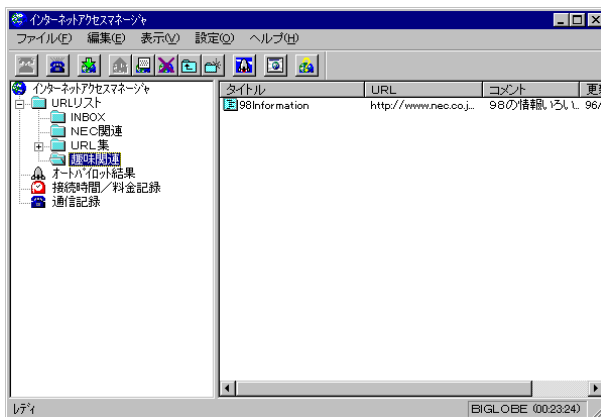 インターネットアクセスマネージャ
ファイル(F) 編集(E) 表示(V) 設定(O) ヘルプ(H)
インターネットアクセスマネージャ
URLリスト
INBOX
NEC関連
URL集
趣味関連
オートパイロット結果
接続時間/料金記録
通信記録
タイトル URL コメント 更
98Information http://www.nec.co.j... 98の情報いろい... 96/
レディ BIGLOBE (00:23:24)